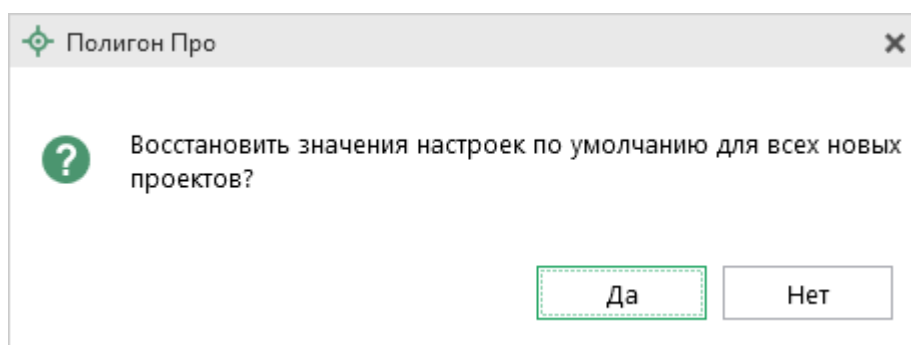 Полигон Про
Восстановить значения настроек по умолчанию для всех новых
проектов?
Да
Нет